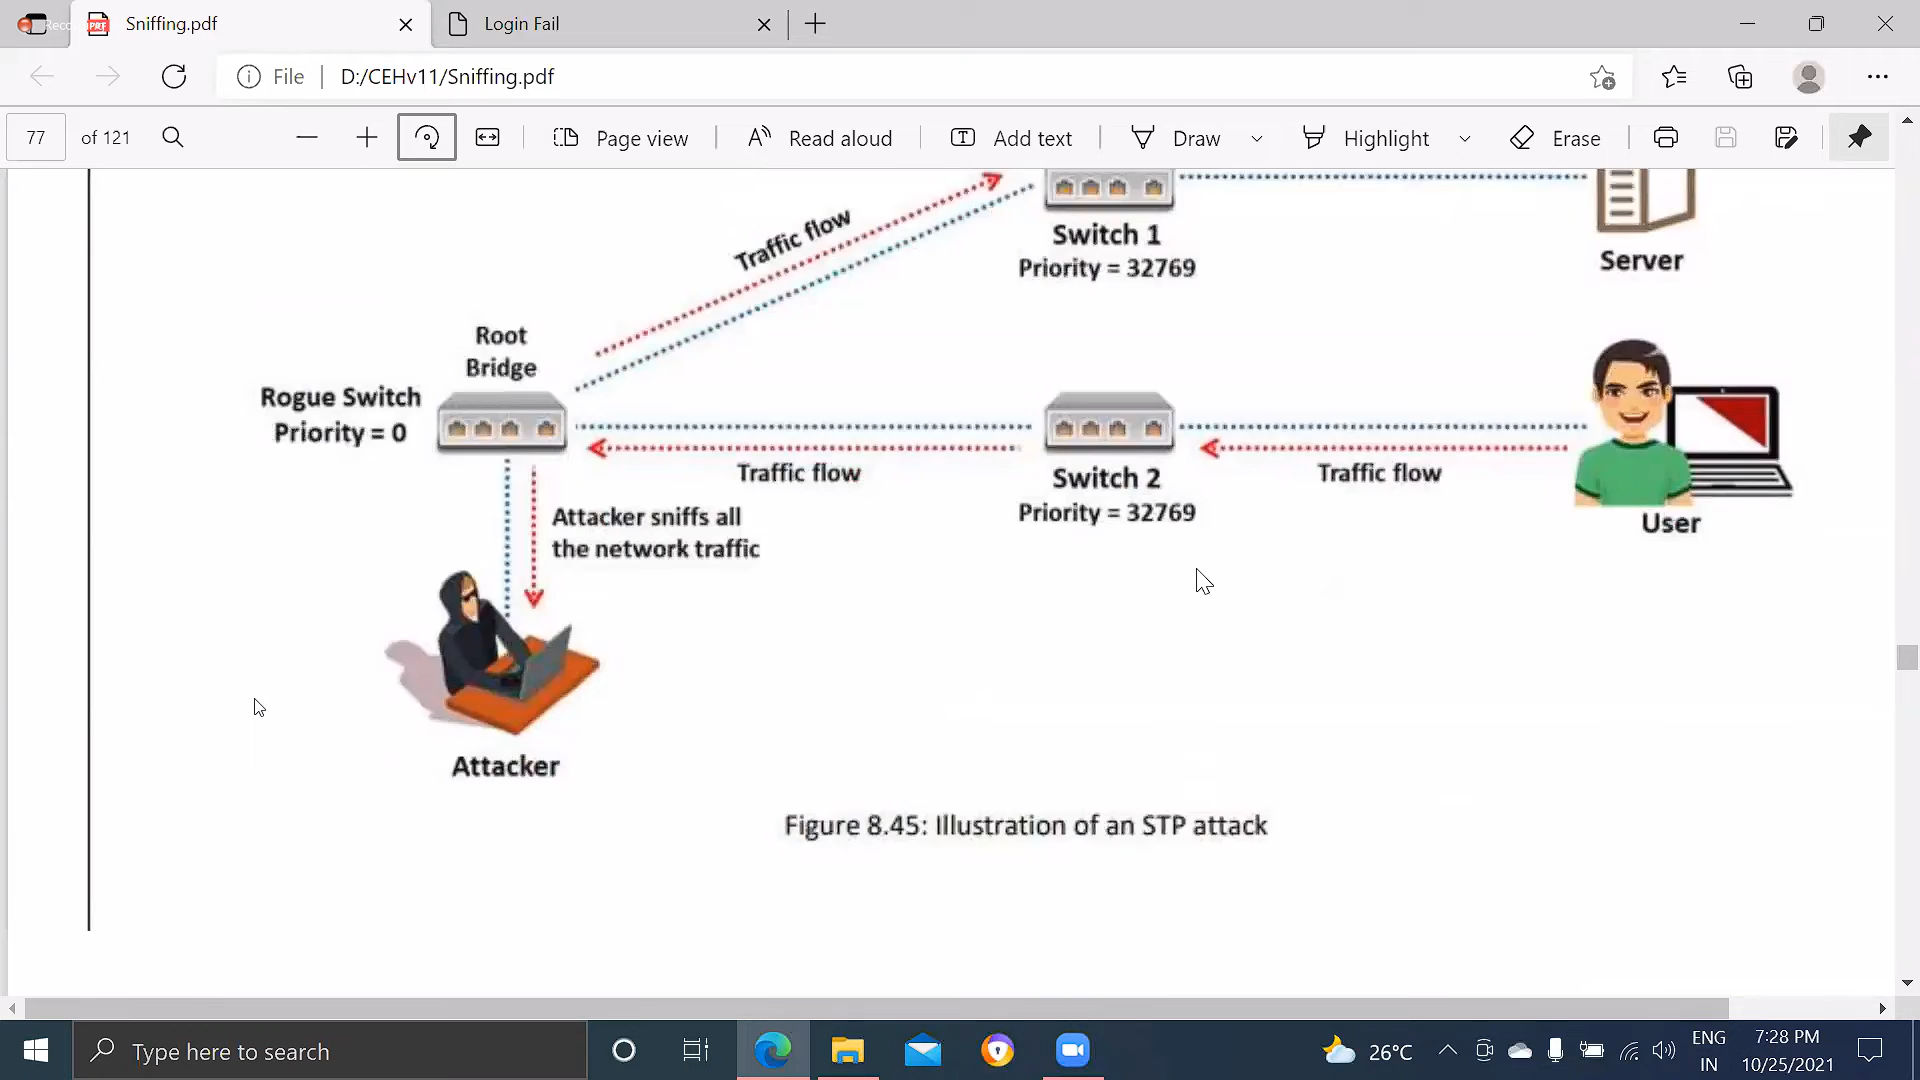 Sniffing.pdf
Login Fail
File
D:/CEHv11/Sniffing.pdf
77 of 121
Page view
Read aloud
Add text
Draw
Highlight
Erase
Traffic flow
Switch 1
Priority = 32769
Server
Root
Bridge
Rogue Switch
Priority = 0
Traffic flow
Switch 2
Priority = 32769
Traffic flow
User
Attacker sniffs all
the network traffic
Attacker
Figure 8.45: Illustration of an STP attack
Type here to search
26°C
ENG
IN
7:28 PM
10/25/2021